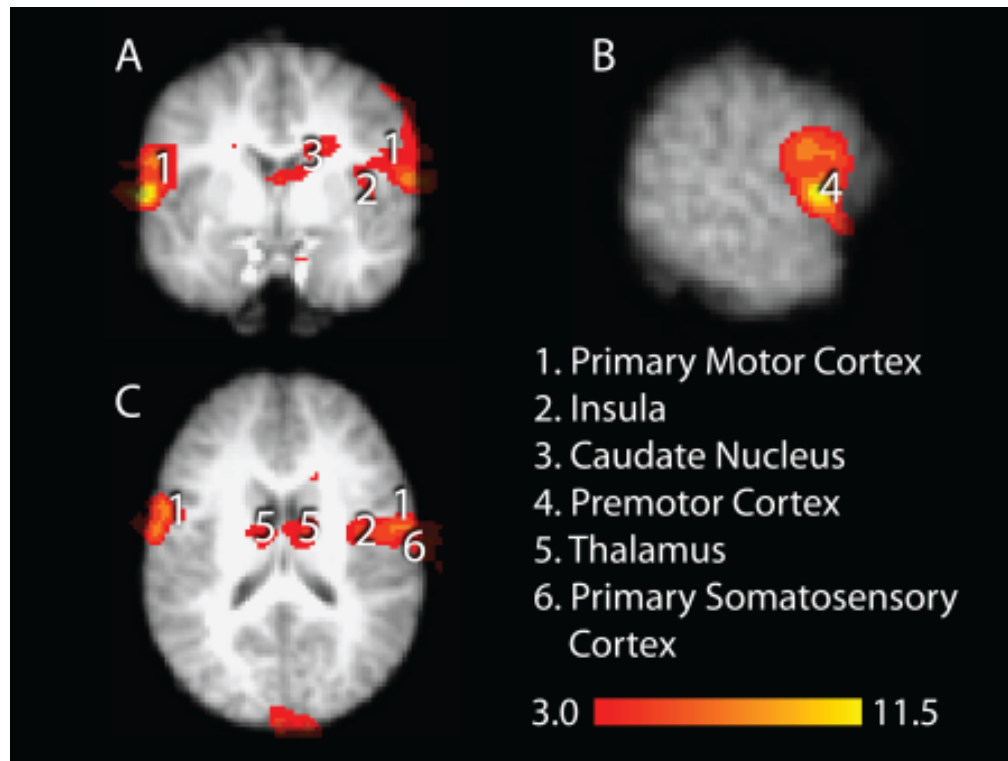 A
B
1
3
1
2
4
C
1
5
5
2
1
6
1. Primary Motor Cortex
2. Insula
3. Caudate Nucleus
4. Premotor Cortex
5. Thalamus
6. Primary Somatosensory
Cortex
3.0
11.5